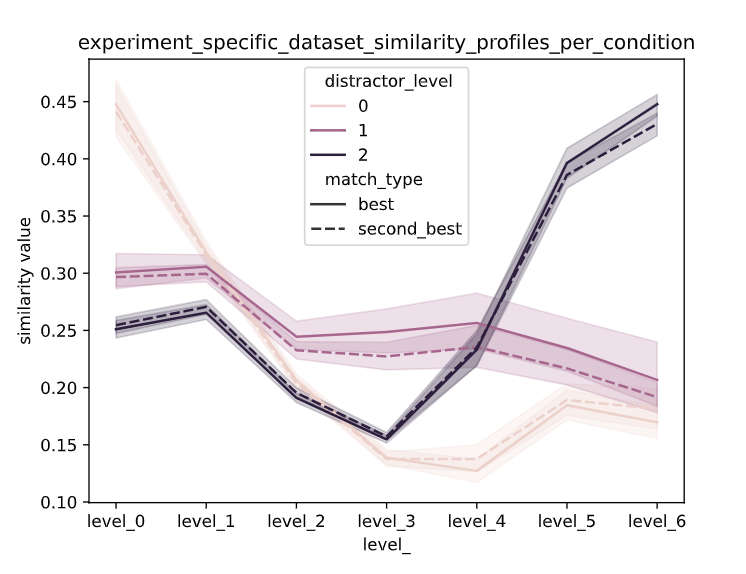 experiment_specific_dataset_similarity_profiles_per_condition
distractor_level
0
1
2
match_type
best
second_best
similarity value
0.45
0.40
0.35
0.30
0.25
0.20
0.15
0.10
level_0 level_1 level_2 level_3 level_4 level_5 level_6
level_